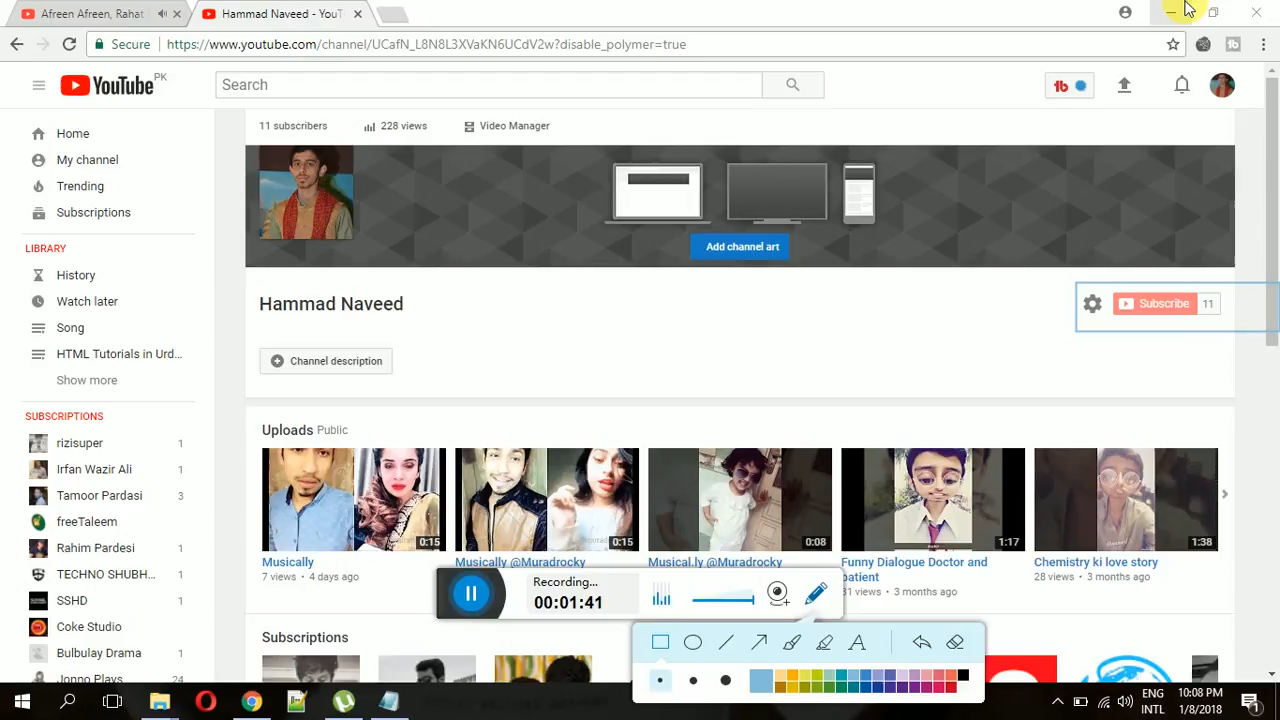 Afreen Afreen, Rahat
Hammad Naveed - YouT
Secure
https://www.youtube.com/channel/UCafN_L8N8L3XVaKN6UCdV2w?disable_polymer=true
YouTube PK
Search
11 subscribers
228 views
Video Manager
Add channel art
Home
My channel
Trending
Subscriptions
LIBRARY
History
Watch later
Song
HTML Tutorials in Urd...
Show more
SUBSCRIPTIONS
rizisuper 1
Irfan Wazir Ali 1
Tamoor Pardasi 3
freeTaleem
Rahim Pardesi 1
TECHNO SHUBH... 1
SSHD 1
Coke Studio 1
Bulbulay Drama 1
Jonno Plays 24
Hammad Naveed
Subscribe 11
Channel description
Uploads Public
0:15
0:15
0:08
1:17
1:38
Musically
7 views • 4 days ago
Musically @Muradrocky
Musical.ly @Muradrocky
Funny Dialogue Doctor and
patient
31 views • 3 months ago
Chemistry ki love story
28 views • 3 months ago
Recording...
00:01:41
Subscriptions
A
ENG
INTL
10:08 PM
1/8/2018
1